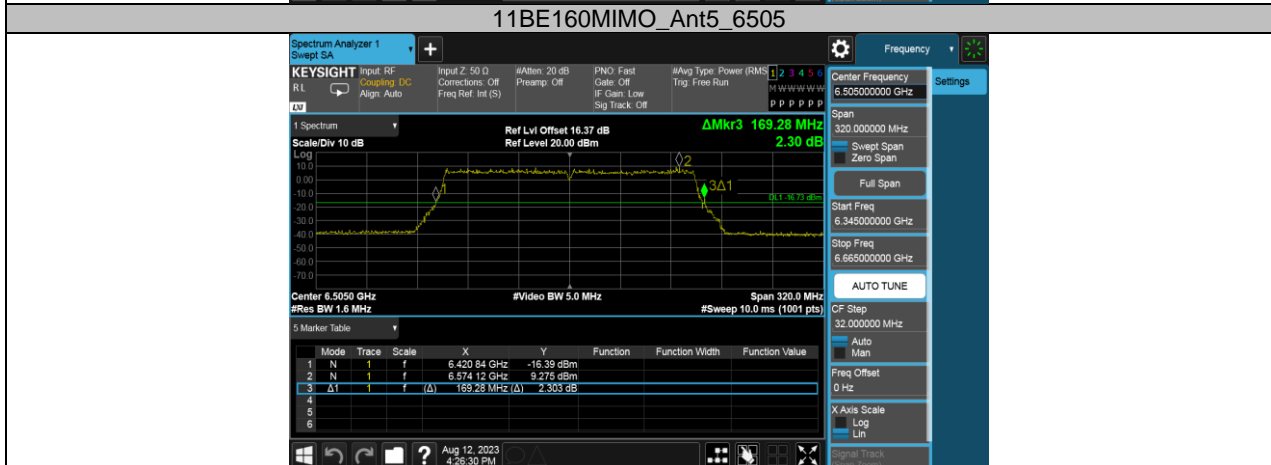 11BE160MIMO_Ant5_6505
Spectrum Analyzer 1
Swept SA
Frequency
KEYSIGHT Input: RF Input Z: 50 Ω #Atten: 20 dB PNO: Fast #Avg Type: Power (RMS 1 2 3 4 5 6
RL Coupling: DC Corrections: Off Preamp: Off Gate: Off Trig: Free Run M W W W W W
Align: Auto Freq Ref: Int (S) IF Gain: Low
Sig Track: Off P P P P P P
LXI
1 Spectrum
Ref Lvl Offset 16.37 dB
ΔMkr3 169.28 MHz
Scale/Div 10 dB
Ref Level 20.00 dBm
2.30 dB
Log
10.0
0.00
-10.0
-20.0
-30.0
-40.0
-50.0
-60.0
-70.0
1
2
3Δ1
DL1 -16.73 dBm
Center 6.5050 GHz
#Video BW 5.0 MHz
Span 320.0 MHz
#Res BW 1.6 MHz
#Sweep 10.0 ms (1001 pts)
5 Marker Table
Mode Trace Scale X Y Function Function Width Function Value
1 N 1 f 6.420 84 GHz -16.39 dBm
2 N 1 f 6.574 12 GHz 9.275 dBm
3 Δ1 1 f (Δ) 169.28 MHz (Δ) 2.303 dB
4
5
6
Aug 12, 2023
4:26:30 PM
Center Frequency
6.505000000 GHz
Settings
Span
320.000000 MHz
Swept Span
Zero Span
Full Span
Start Freq
6.345000000 GHz
Stop Freq
6.665000000 GHz
AUTO TUNE
CF Step
32.000000 MHz
Auto
Man
Freq Offset
0 Hz
X Axis Scale
Log
Lin
Signal Track